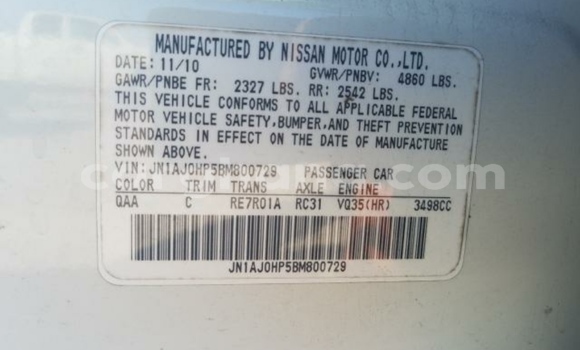 MANUFACTURED BY NISSAN MOTOR CO.,LTD.
DATE: 11/10 GVWR/PNBV: 4860 LBS.
GAWR/PNBE FR: 2327 LBS. RR: 2542 LBS.
THIS VEHICLE CONFORMS TO ALL APPLICABLE FEDERAL
MOTOR VEHICLE SAFETY,BUMPER,AND THEFT PREVENTION
STANDARDS IN EFFECT ON THE DATE OF MANUFACTURE
SHOWN ABOVE.
VIN:JN1AJ0HP5BM800729 PASSENGER CAR
COLOR TRIM TRANS AXLE ENGINE
QAA C RE7R01A RC31 VQ35(HR) 3498CC
JN1AJ0HP5BM800729